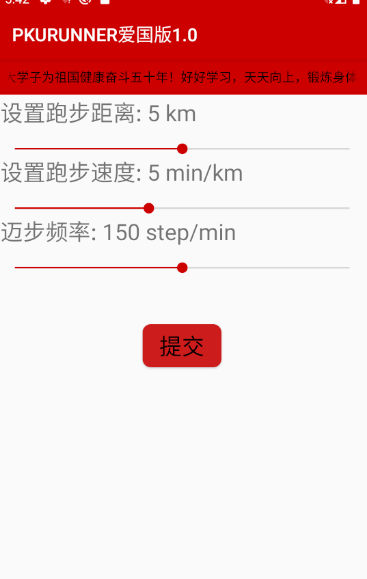 5:42
PKURUNNER爱国版1.0
大学子为祖国健康奋斗五十年！好好学习，天天向上，锻炼身体
设置跑步距离: 5 km
设置跑步速度: 5 min/km
迈步频率: 150 step/min
提交